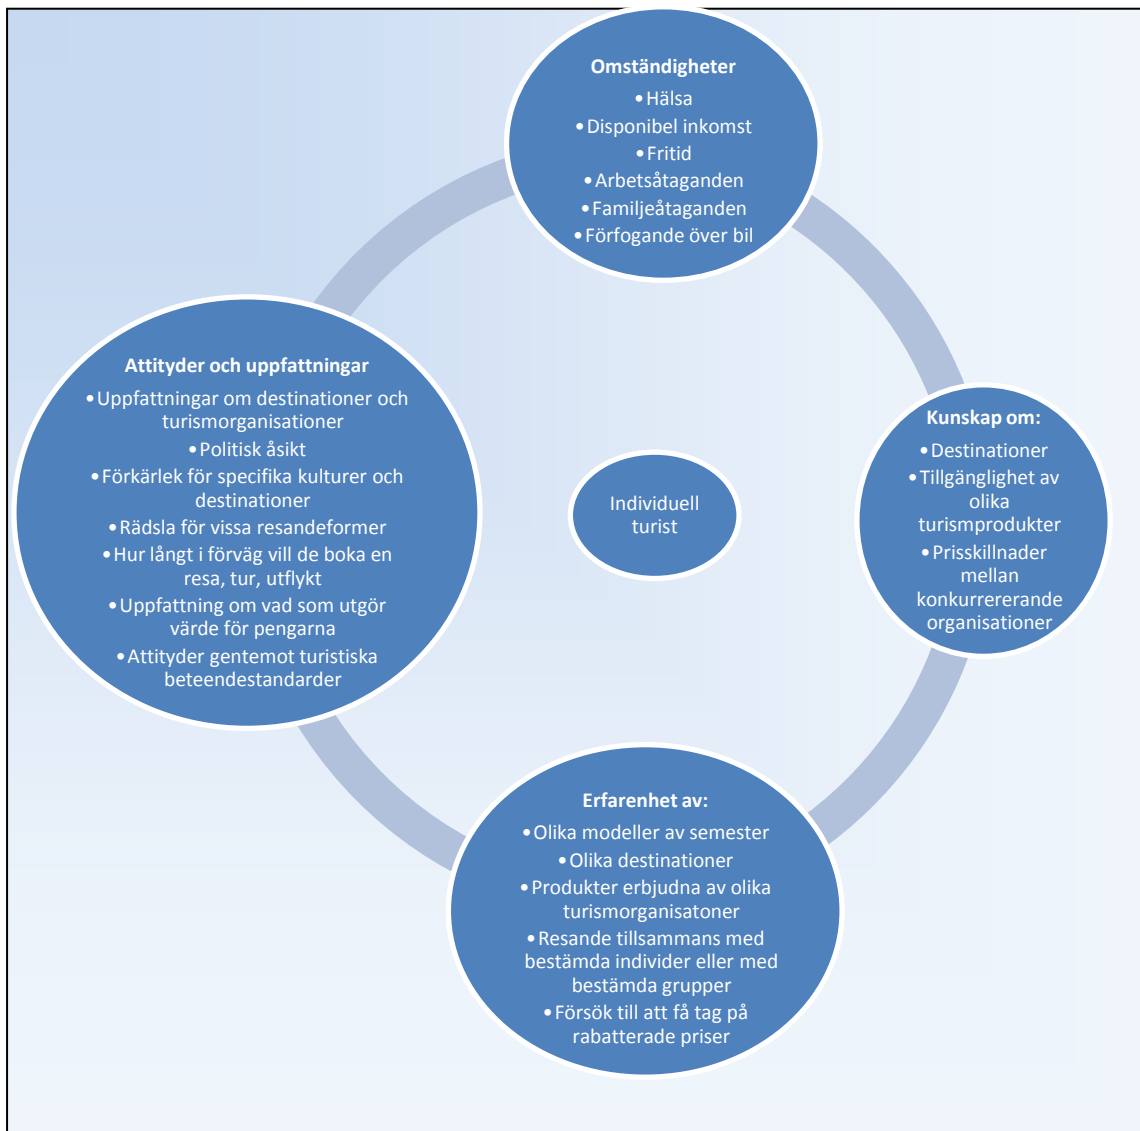 Omständigheter
•Hälsa
•Disponibel inkomst
•Fritid
•Arbetsåtaganden
•Familjeåtaganden
•Förfogande över bil
Attityder och uppfattningar
•Uppfattningar om destinationer och
turismorganisationer
•Politisk åsikt
•Förkärlek för specifika kulturer och
destinationer
•Rädsla för vissa resandeformer
•Hur långt i förväg vill de boka en
resa, tur, utflykt
•Uppfattning om vad som utgör
värde för pengarna
•Attityder gentemot turistiska
beteendestandarder
Individuell
turist
Kunskap om:
•Destinationer
•Tillgänglighet av
olika
turismprodukter
•Prisskillnader
mellan
konkurrererande
organisationer
Erfarenhet av:
•Olika modeller av semester
•Olika destinationer
•Produkter erbjudna av olika
turismorganisatoner
•Resande tillsammans med
bestämda individer eller med
bestämda grupper
•Försök till att få tag på
rabatterade priser